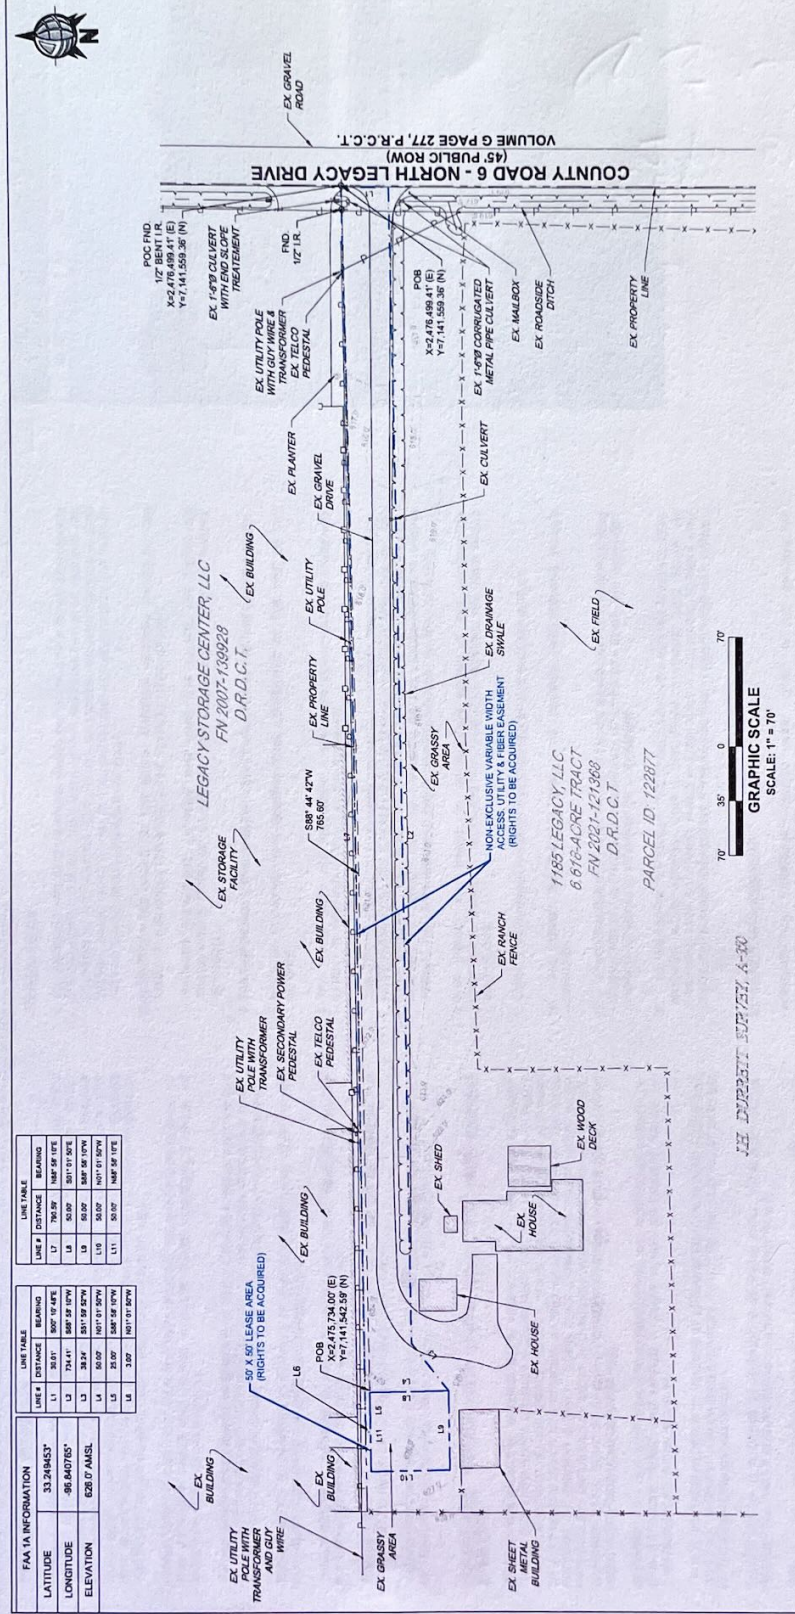 N
FAA 1A INFORMATION
LATITUDE 33.249453°
LONGITUDE -96.840765°
ELEVATION 626.0' AMSL
LINE TABLE
LINE # DISTANCE BEARING
L1 30.01' S00° 10' 48"E
L2 734.41' S88° 58' 10"W
L3 38.24' S51° 59' 52"W
L4 50.00' N01° 01' 50"W
L5 25.00' S88° 58' 10"W
L6 3.00' N01° 01' 50"W
LINE TABLE
LINE # DISTANCE BEARING
L7 790.59' N88° 58' 10"E
L8 50.00' S01° 01' 50"E
L9 50.00' S88° 58' 10"W
L10 50.00' N01° 01' 50"W
L11 50.00' N88° 58' 10"E
EX. UTILITY
POLE WITH
TRANSFORMER
AND GUY
WIRE
EX.
BUILDING
EX.
BUILDING
50' X 50' LEASE AREA
(RIGHTS TO BE ACQUIRED)
L6
POB
X=2,475,734.00' (E)
Y=7,141,542.59' (N)
EX. BUILDING
EX. UTILITY
POLE WITH
TRANSFORMER
EX. SECONDARY POWER
PEDESTAL
EX. TELCO
PEDESTAL
EX. BUILDING
EX. STORAGE
FACILITY
S88° 44' 42"W
765.60'
LEGACY STORAGE CENTER, LLC
FN 2007-139928
D.R.D.C.T.
EX. PROPERTY
LINE
EX. UTILITY
POLE
EX. BUILDING
EX. GRAVEL
DRIVE
EX. PLANTER
EX. UTILITY POLE
WITH GUY WIRE &
TRANSFORMER
EX. TELCO
PEDESTAL
EX. 1'-6"Ø CULVERT
WITH END SLOPE
TREATEMENT
POC FND.
1/2" BENT I.R.
X=2,476,499.41' (E)
Y=7,141,559.36' (N)
FND.
1/2" I.R.
EX. GRAVEL
ROAD
COUNTY ROAD 6 - NORTH LEGACY DRIVE
(45' PUBLIC ROW)
VOLUME G PAGE 277, P.R.C.C.T.
L7
L2
L5
L11
L9
EX. GRASSY
AREA
EX. SHEET
METAL
BUILDING
EX. HOUSE
EX. SHED
EX.
HOUSE
EX. WOOD
DECK
EX. RANCH
FENCE
NON-EXCLUSIVE VARIABLE WIDTH
ACCESS, UTILITY & FIBER EASEMENT
(RIGHTS TO BE ACQUIRED)
EX. GRASSY
AREA
EX. DRAINAGE
SWALE
EX. CULVERT
POB
X=2,476,499.41' (E)
Y=7,141,559.36' (N)
EX. 1'-6"Ø CORRUGATED
METAL PIPE CULVERT
EX. MAILBOX
EX. ROADSIDE
DITCH
EX. PROPERTY
LINE
1185 LEGACY, LLC
6.616-ACRE TRACT
FN 2021-121368
D.R.D.C.T
PARCEL ID: 122877
EX. FIELD
J.H. DURRETT SURVEY, A-350
70' 35' 0 70'
GRAPHIC SCALE
SCALE: 1" = 70'